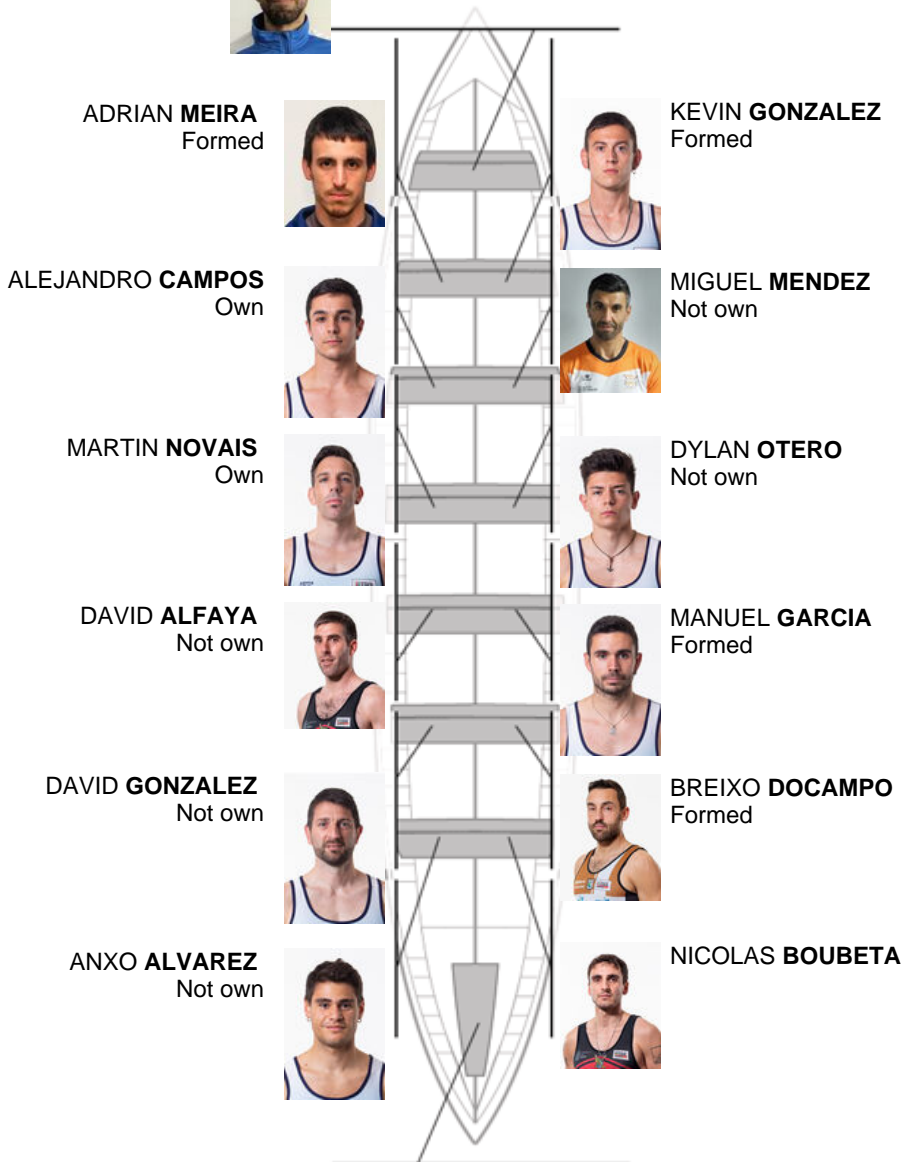 ADRIAN MEIRA
Formed
KEVIN GONZALEZ
Formed
ALEJANDRO CAMPOS
Own
MIGUEL MENDEZ
Not own
MARTIN NOVAIS
Own
DYLAN OTERO
Not own
DAVID ALFAYA
Not own
MANUEL GARCIA
Formed
DAVID GONZALEZ
Not own
BREIXO DOCAMPO
Formed
ANXO ALVAREZ
Not own
NICOLAS BOUBETA